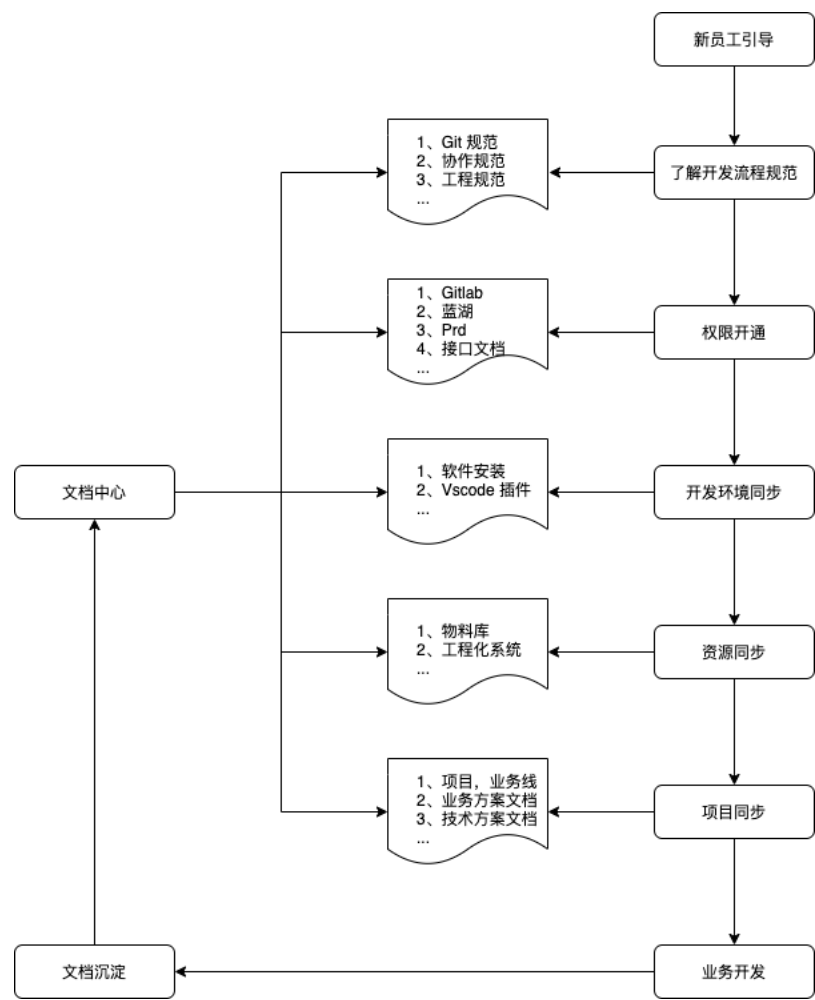 新员工引导
1、Git 规范
2、协作规范
3、工程规范
...
了解开发流程规范
1、Gitlab
2、蓝湖
3、Prd
4、接口文档
...
权限开通
文档中心
1、软件安装
2、Vscode 插件
...
开发环境同步
1、物料库
2、工程化系统
...
资源同步
1、项目，业务线
2、业务方案文档
3、技术方案文档
...
项目同步
文档沉淀
业务开发